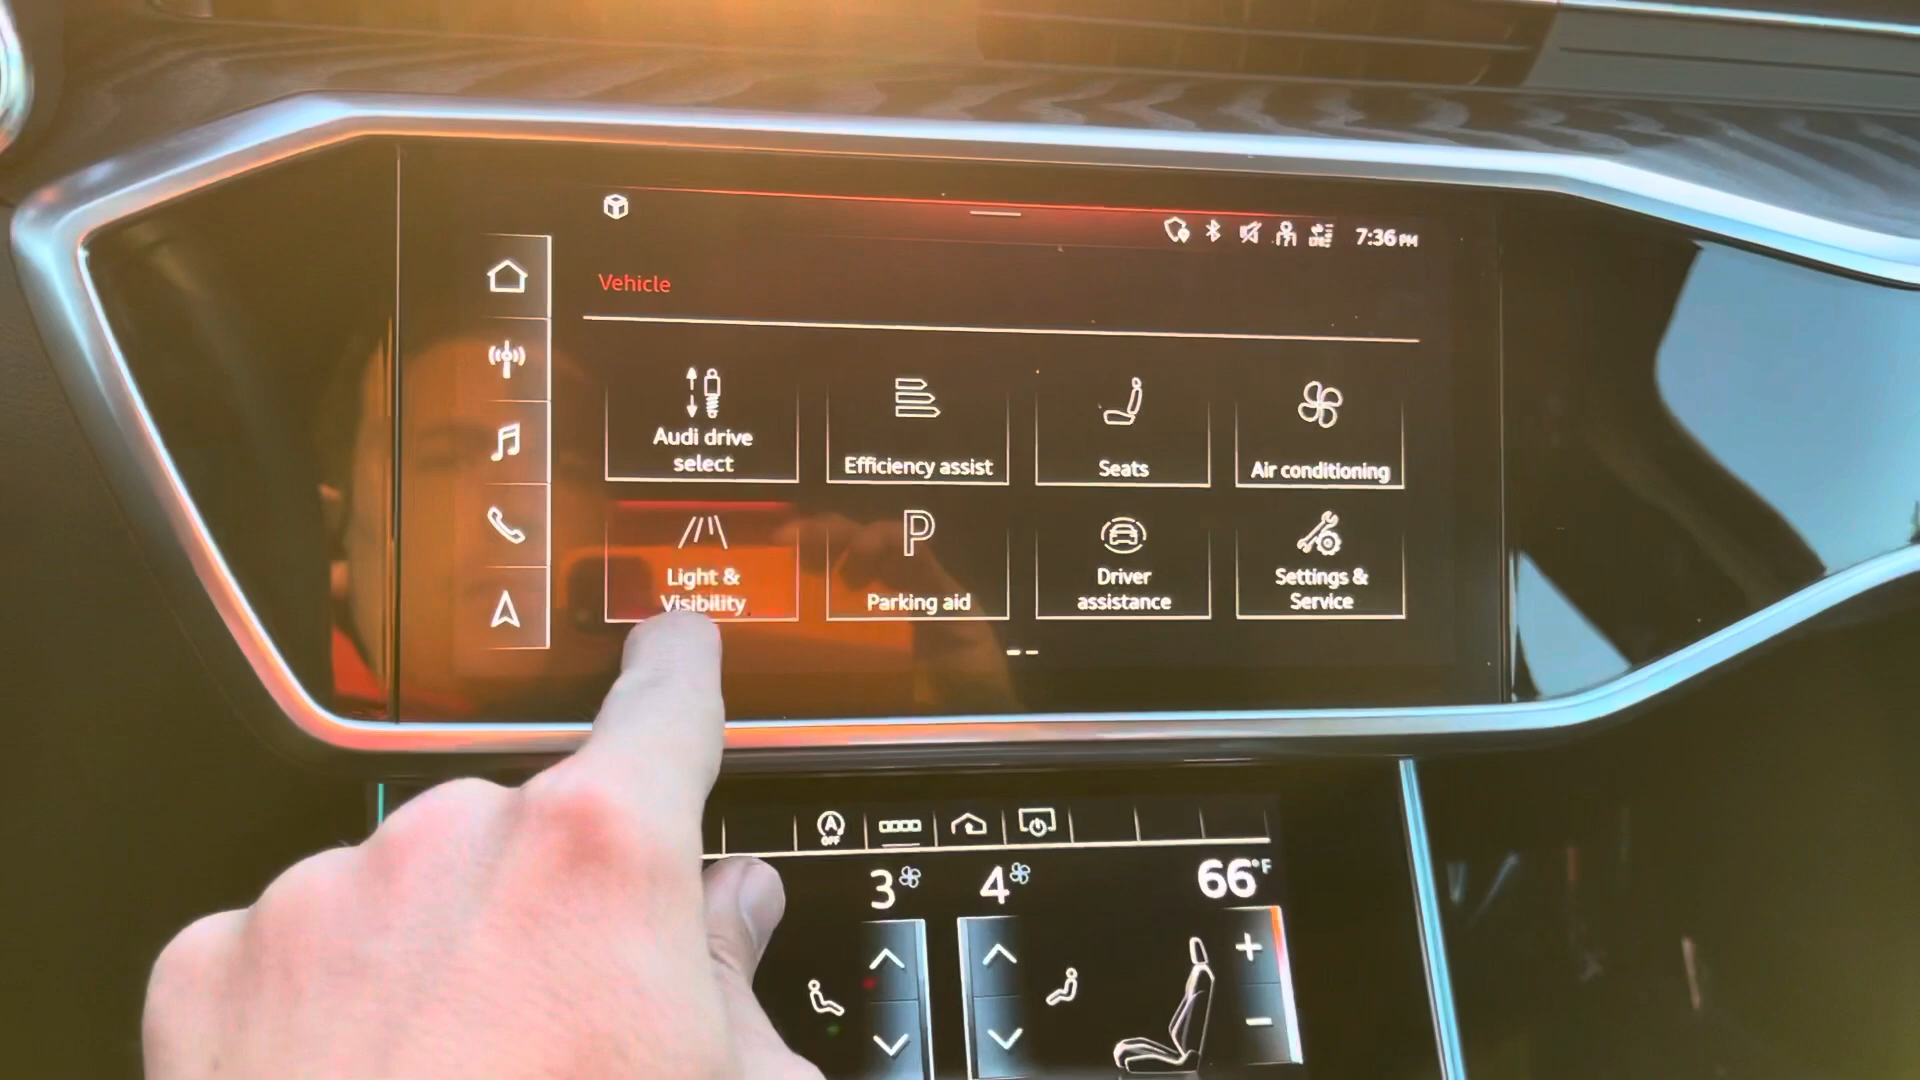 7:36 PM
Vehicle
Audi drive
select
Efficiency assist
Seats
Air conditioning
Light &
Visibility
P
Parking aid
Driver
assistance
Settings &
Service
A
OFF
3
4
66°F